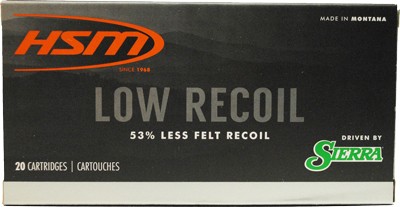 HSM
SINCE 1968
MADE IN MONTANA
LOW RECOIL
53% LESS FELT RECOIL
DRIVEN BY
SIERRA
20 CARTRIDGES | CARTOUCHES